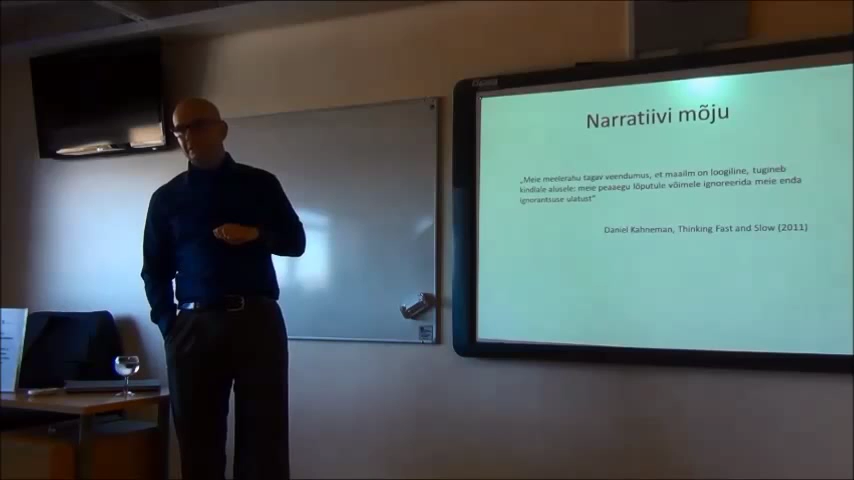 Narratiivi mõju
„Meie meelerahu tagav veendumus, et maailm on loogiline, tugineb
kindlale alusele: meie peaaegu lõputule võimele ignoreerida meie enda
ignorantsuse ulatust"
Daniel Kahneman, Thinking Fast and Slow (2011)